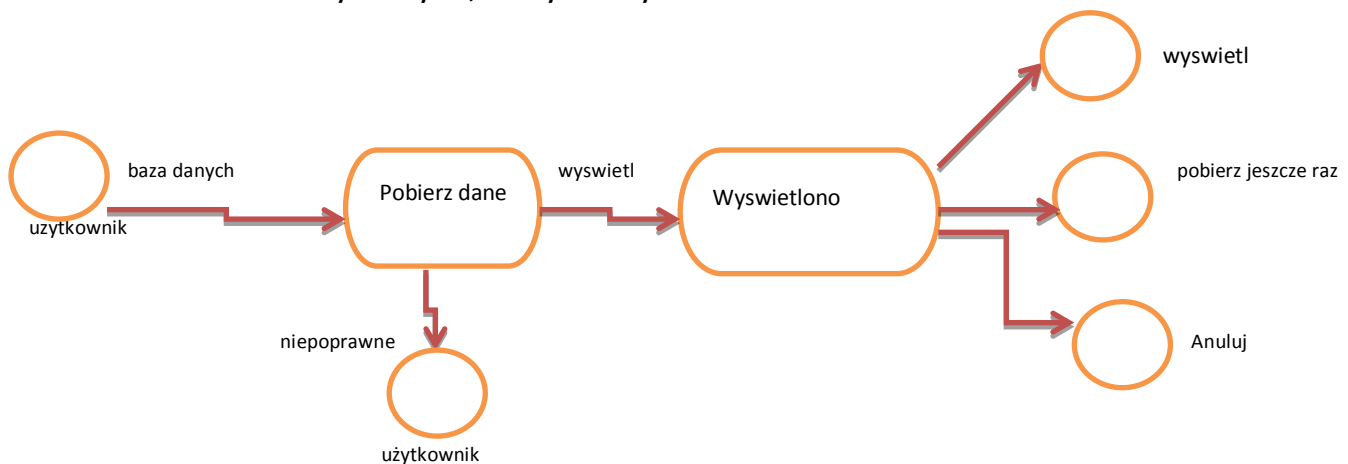 wyswietl
baza danych
Pobierz dane
wyswietl
Wyswietlono
pobierz jeszcze raz
uzytkownik
niepoprawne
Anuluj
użytkownik